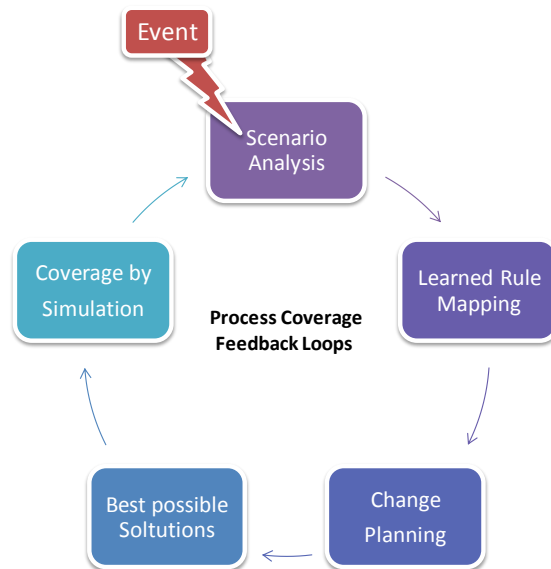 Event
Scenario
Analysis
Learned Rule
Mapping
Change
Planning
Best possible
Soltutions
Coverage by
Simulation
Process Coverage
Feedback Loops